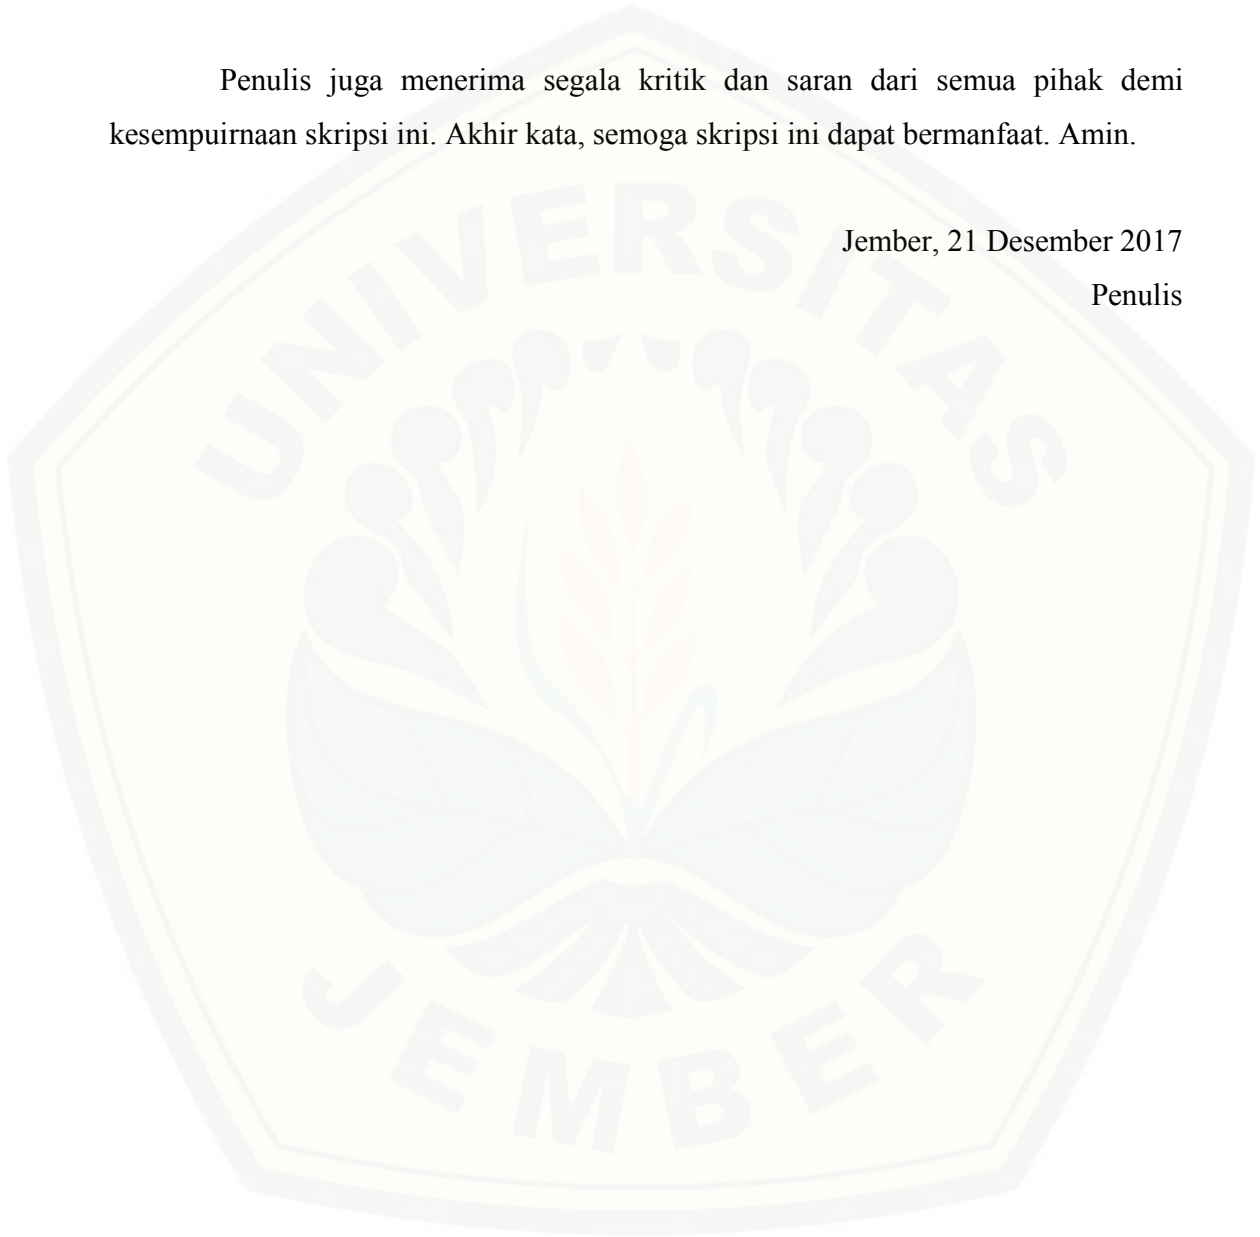 Penulis juga menerima segala kritik dan saran dari semua pihak demi
kesempuirnaan skripsi ini. Akhir kata, semoga skripsi ini dapat bermanfaat. Amin.
Jember, 21 Desember 2017
Penulis
UNIVERSITAS
JEMBER